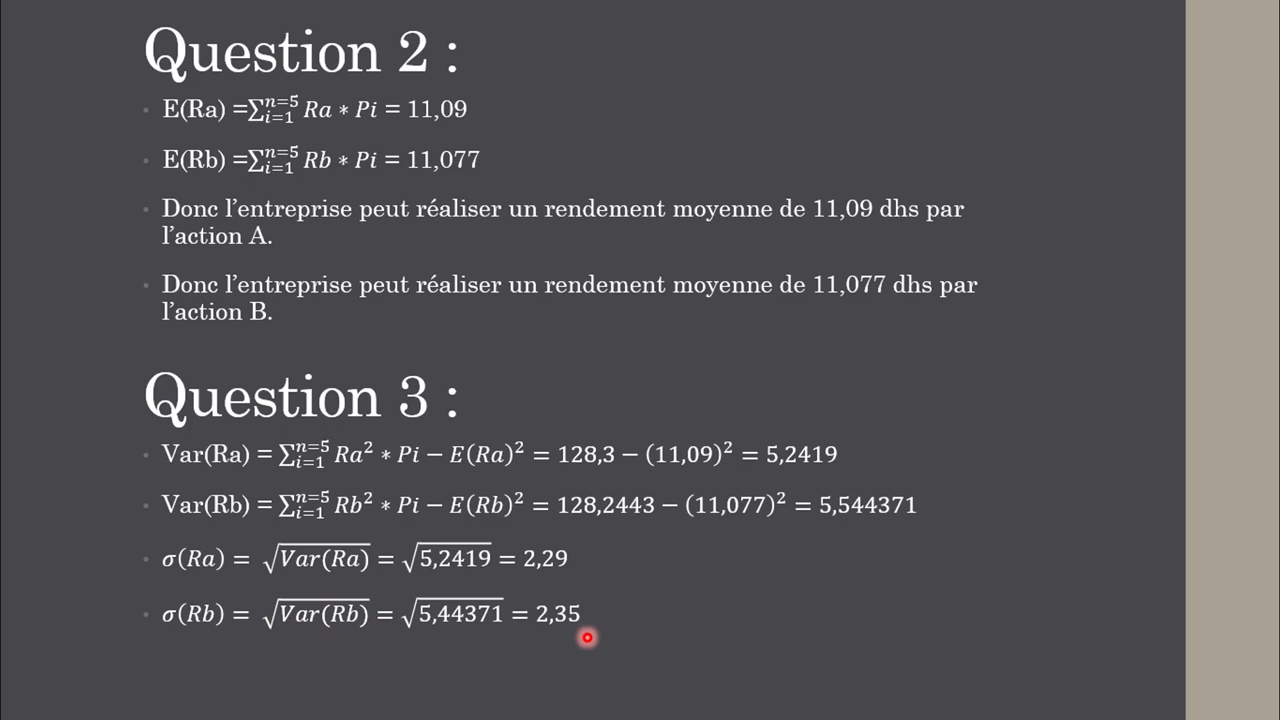 Question 2 :
• E(Ra) =∑_{i=1}^{n=5} Ra ∗ Pi = 11,09
• E(Rb) =∑_{i=1}^{n=5} Rb ∗ Pi = 11,077
• Donc l’entreprise peut réaliser un rendement moyenne de 11,09 dhs par
l’action A.
• Donc l’entreprise peut réaliser un rendement moyenne de 11,077 dhs par
l’action B.
Question 3 :
• Var(Ra) = ∑_{i=1}^{n=5} Ra² ∗ Pi − E(Ra)² = 128,3 − (11,09)² = 5,2419
• Var(Rb) = ∑_{i=1}^{n=5} Rb² ∗ Pi − E(Rb)² = 128,2443 − (11,077)² = 5,544371
• σ(Ra) = √Var(Ra) = √5,2419 = 2,29
• σ(Rb) = √Var(Rb) = √5,44371 = 2,35